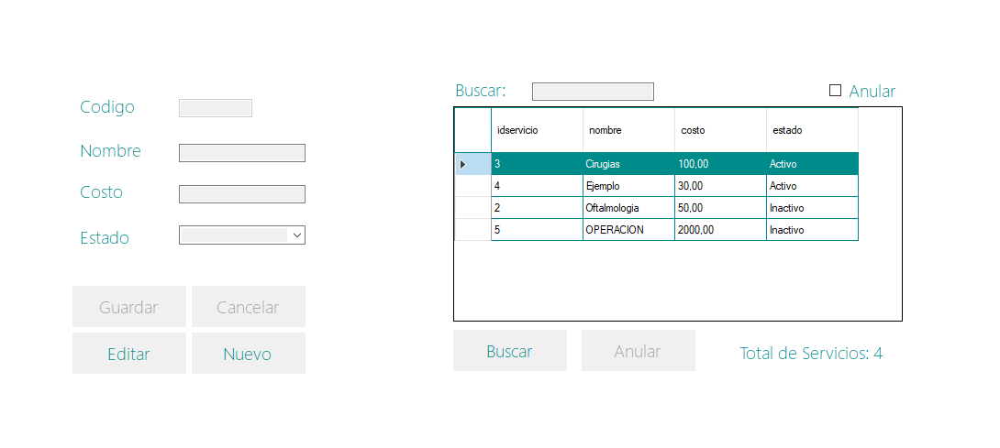 Codigo
Nombre
Costo
Estado
Guardar Cancelar
Editar Nuevo
Buscar: Anular
idservicio nombre costo estado
3 Cirugias 100,00 Activo
4 Ejemplo 30,00 Activo
2 Oftalmologia 50,00 Inactivo
5 OPERACION 2000,00 Inactivo
Buscar Anular Total de Servicios: 4